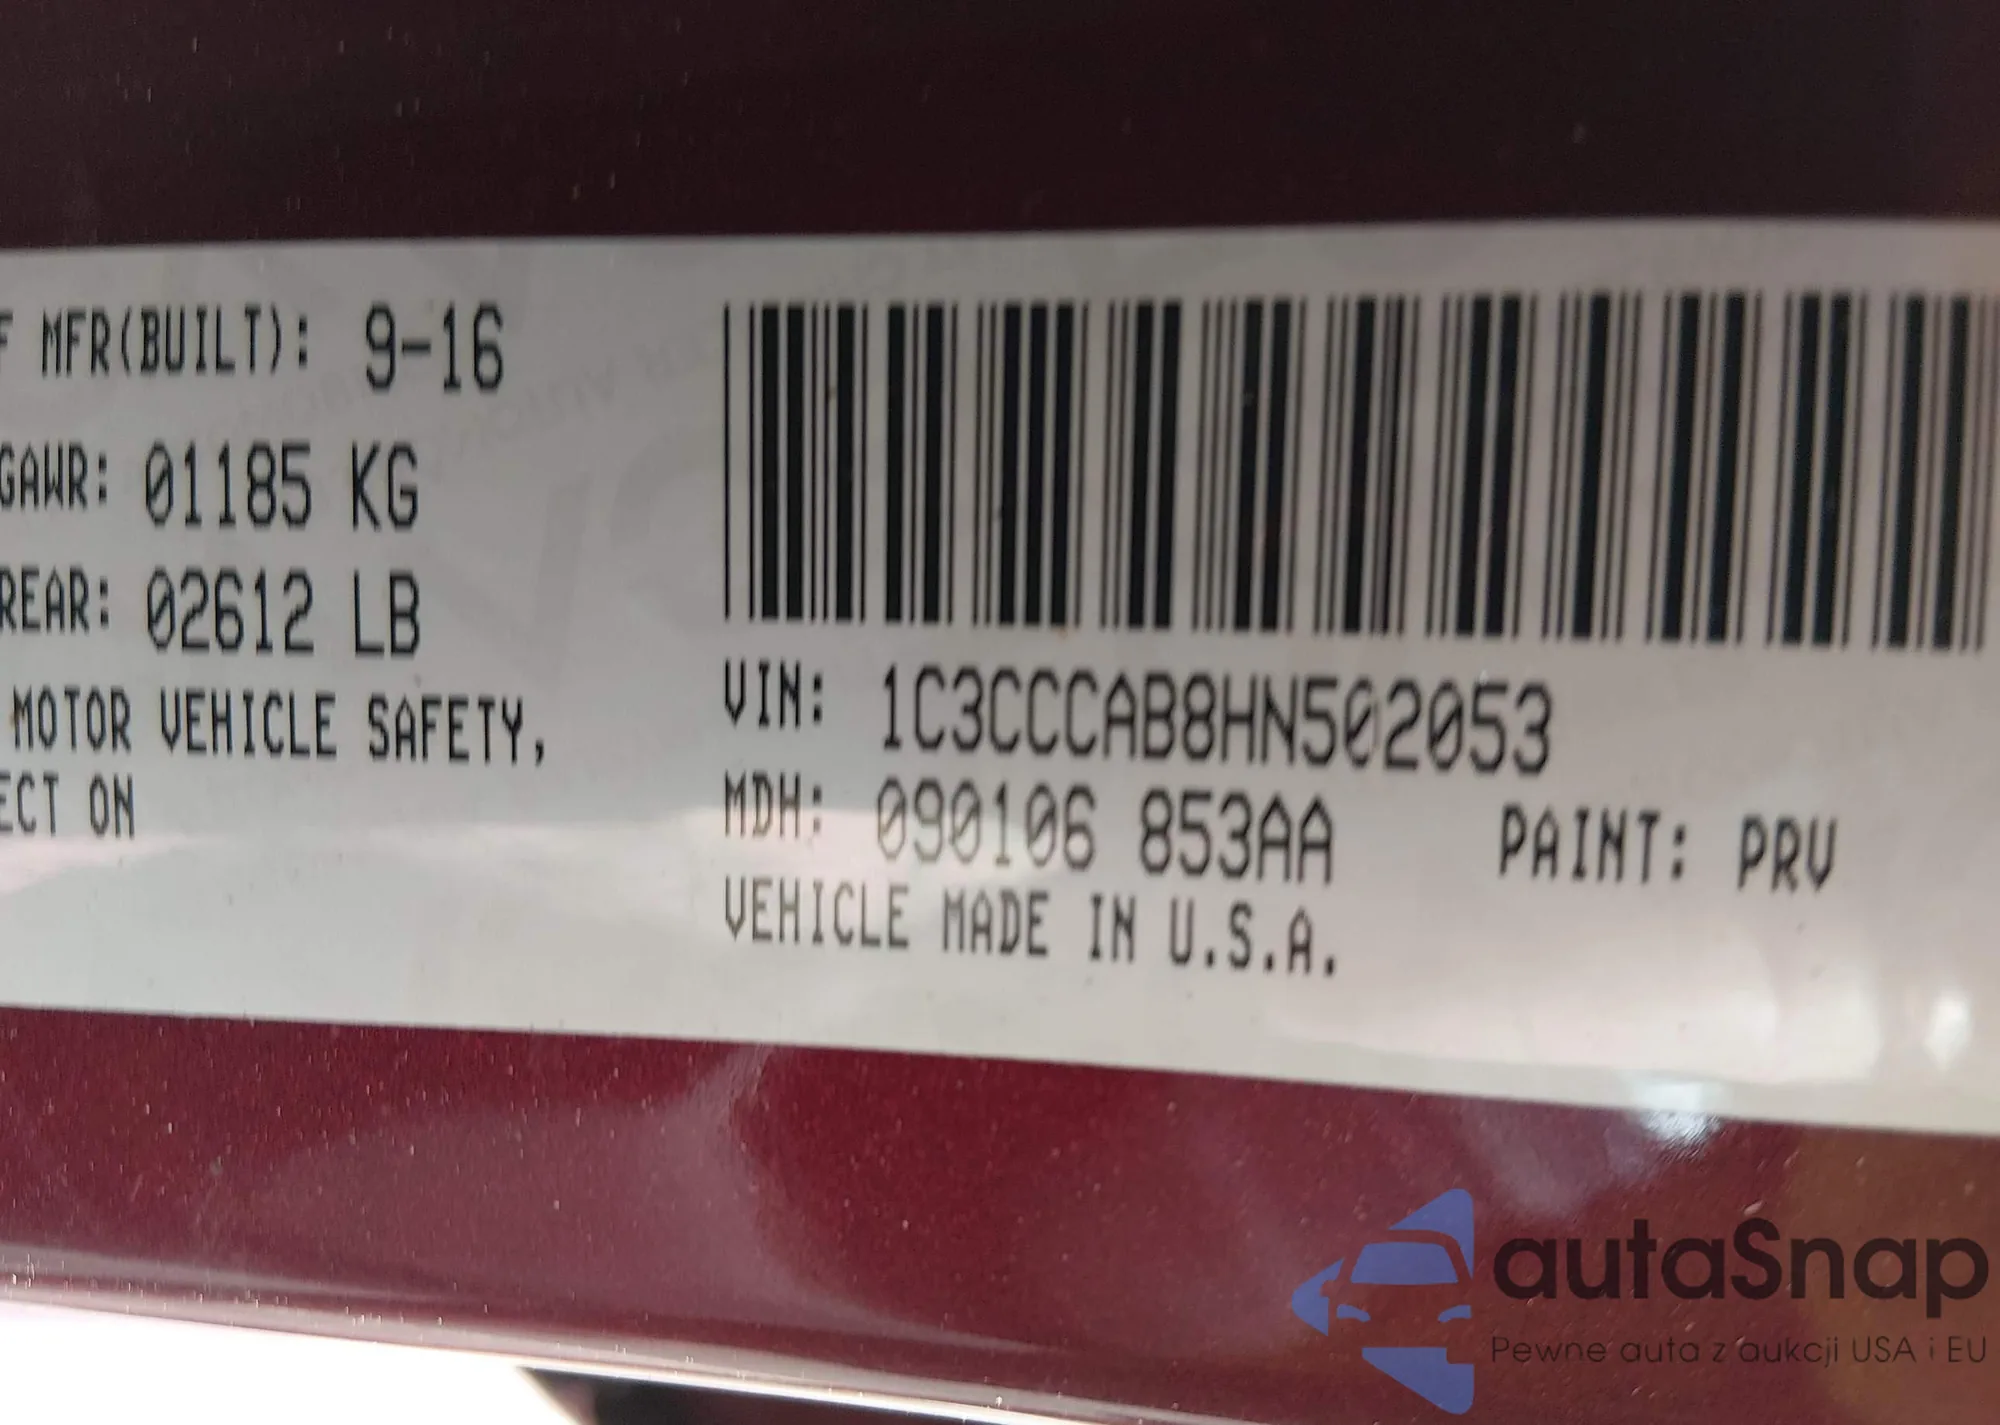 F MFR(BUILT): 9-16
GAWR: 01185 KG
REAR: 02612 LB
MOTOR VEHICLE SAFETY,
ECT ON
VIN: 1C3CCCAB8HN502053
MDH: 090106 853AA PAINT: PRV
VEHICLE MADE IN U.S.A.
autaSnap
Pewne auta z aukcji USA i EU